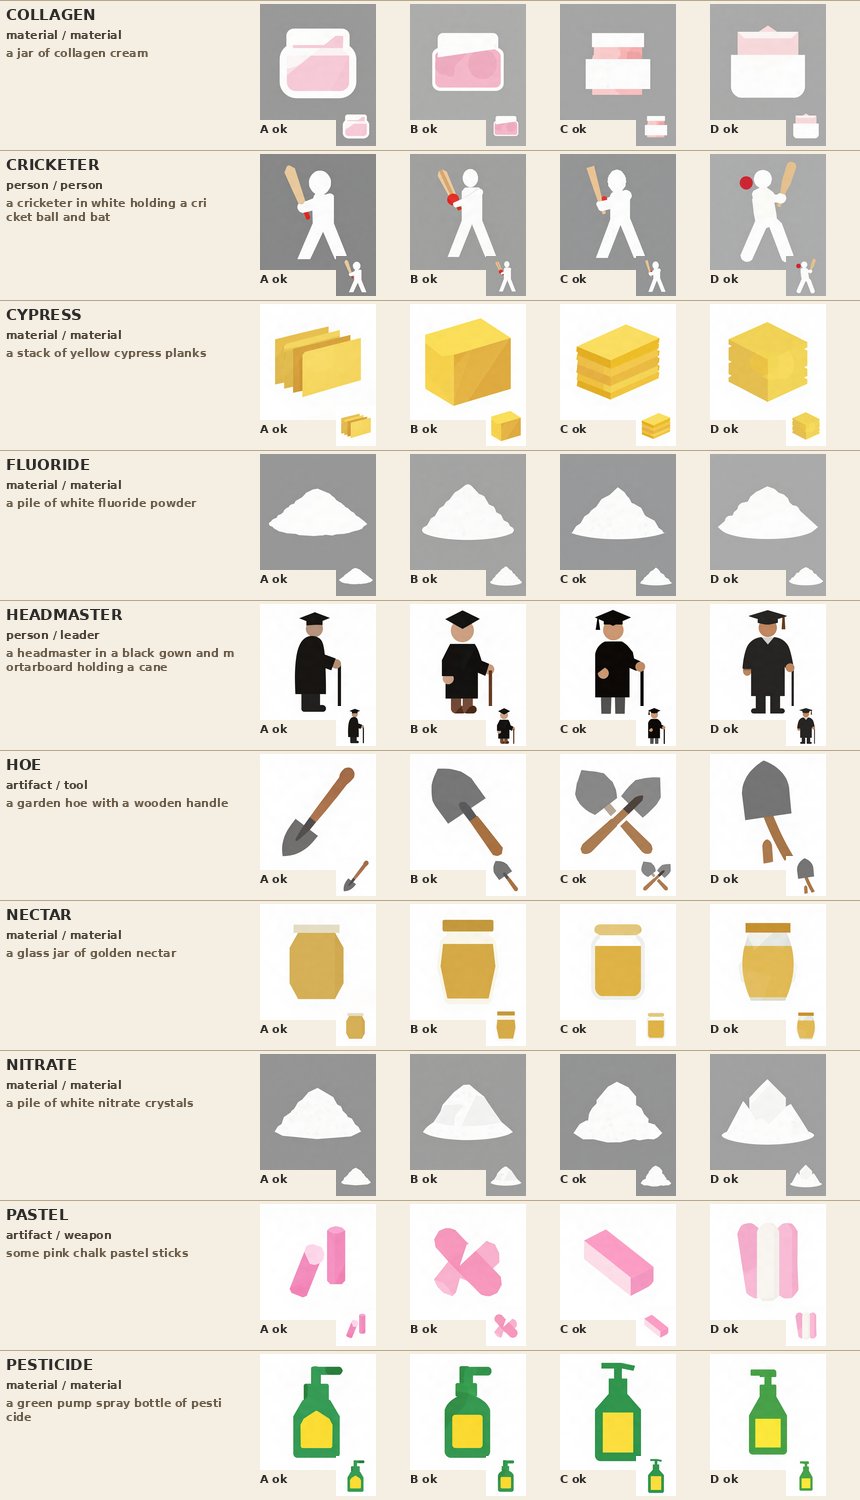 COLLAGEN
material / material
a jar of collagen cream
A ok
B ok
C ok
D ok
CRICKETER
person / person
a cricketer in white holding a cri
cket ball and bat
A ok
B ok
C ok
D ok
CYPRESS
material / material
a stack of yellow cypress planks
A ok
B ok
C ok
D ok
FLUORIDE
material / material
a pile of white fluoride powder
A ok
B ok
C ok
D ok
HEADMASTER
person / leader
a headmaster in a black gown and m
ortarboard holding a cane
A ok
B ok
C ok
D ok
HOE
artifact / tool
a garden hoe with a wooden handle
A ok
B ok
C ok
D ok
NECTAR
material / material
a glass jar of golden nectar
A ok
B ok
C ok
D ok
NITRATE
material / material
a pile of white nitrate crystals
A ok
B ok
C ok
D ok
PASTEL
artifact / weapon
some pink chalk pastel sticks
A ok
B ok
C ok
D ok
PESTICIDE
material / material
a green pump spray bottle of pesti
cide
A ok
B ok
C ok
D ok